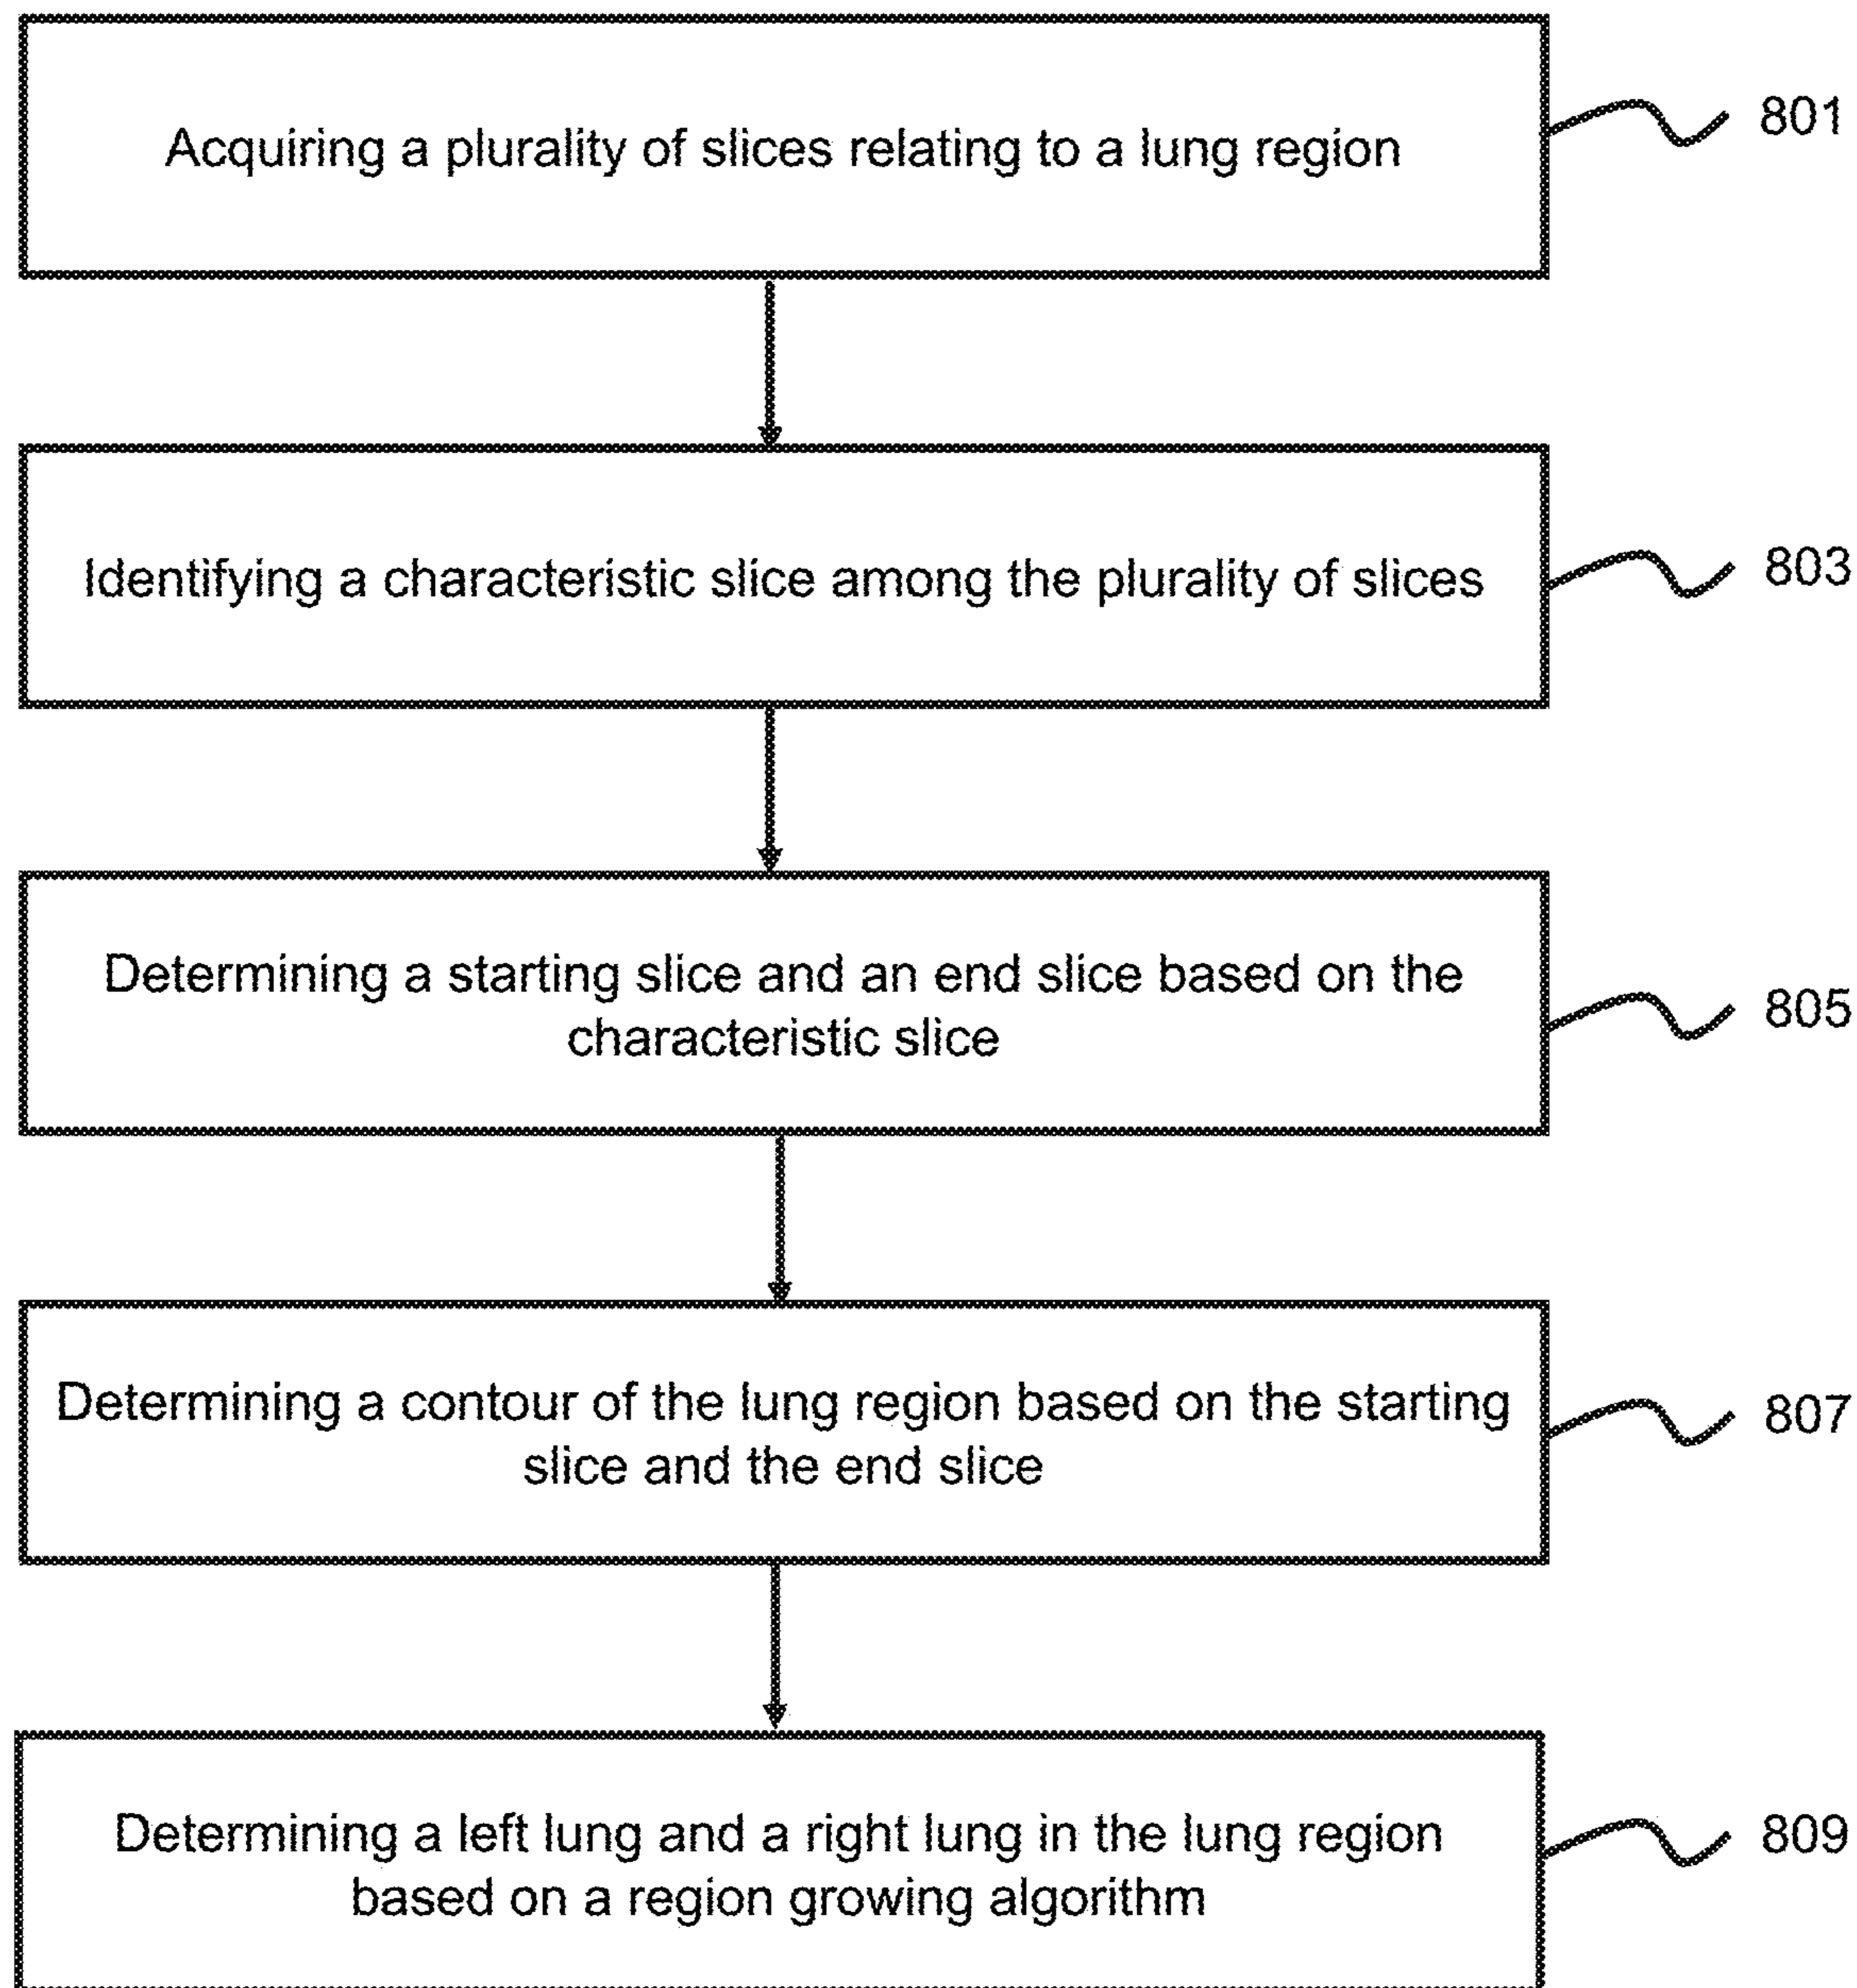 Acquiring a plurality of slices relating to a lung region
801
Identifying a characteristic slice among the plurality of slices
803
Determining a starting slice and an end slice based on the
characteristic slice
805
Determining a contour of the lung region based on the starting
slice and the end slice
807
Determining a left lung and a right lung in the lung region
based on a region growing algorithm
809